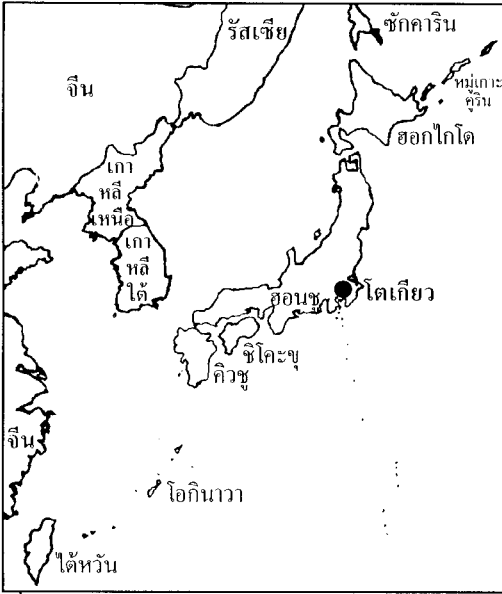 รัสเซีย
ซักคาริน
จีน
หมู่เกาะ
คูริน
ฮอกไกโด
เกา
หลี
เหนือ
เกา
หลี
ใต้
ฮอนชู
โตเกียว
ชิโคะขุ
คิวชู
จีน
โอกินาวา
ไต้หวัน